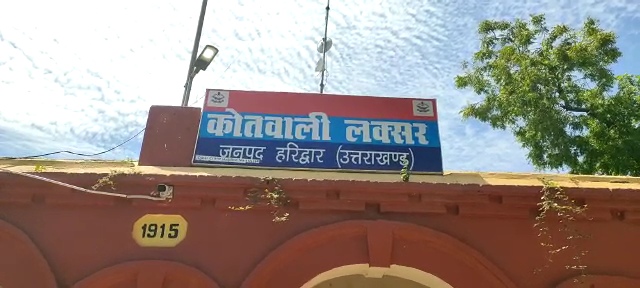 कोतवाली लक्सर
जनपद हरिद्वार (उत्तराखण्ड)
1915